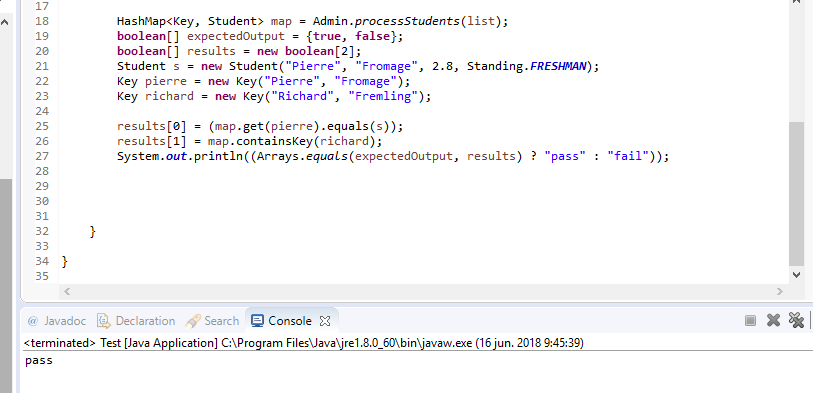 17
18 HashMap<Key, Student> map = Admin.processStudents(list);
19 boolean[] expectedOutput = {true, false};
20 boolean[] results = new boolean[2];
21 Student s = new Student("Pierre", "Fromage", 2.8, Standing.FRESHMAN);
22 Key pierre = new Key("Pierre", "Fromage");
23 Key richard = new Key("Richard", "Fremling");
24
25 results[0] = (map.get(pierre).equals(s));
26 results[1] = map.containsKey(richard);
27 System.out.println((Arrays.equals(expectedOutput, results) ? "pass" : "fail"));
28
29
30
31
32 }
33
34 }
35
@ Javadoc Declaration Search Console
<terminated> Test [Java Application] C:\Program Files\Java\jre1.8.0_60\bin\javaw.exe (16 jun. 2018 9:45:39)
pass